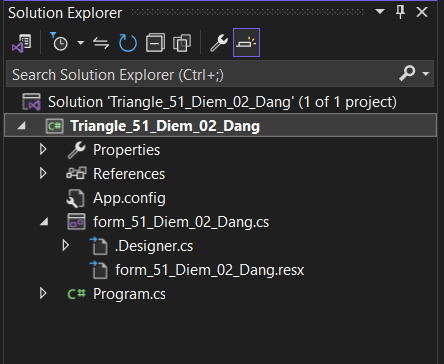 Solution Explorer
Search Solution Explorer (Ctrl+;)
Solution 'Triangle_51_Diem_02_Dang' (1 of 1 project)
C# Triangle_51_Diem_02_Dang
Properties
References
App.config
form_51_Diem_02_Dang.cs
.Designer.cs
form_51_Diem_02_Dang.resx
C# Program.cs